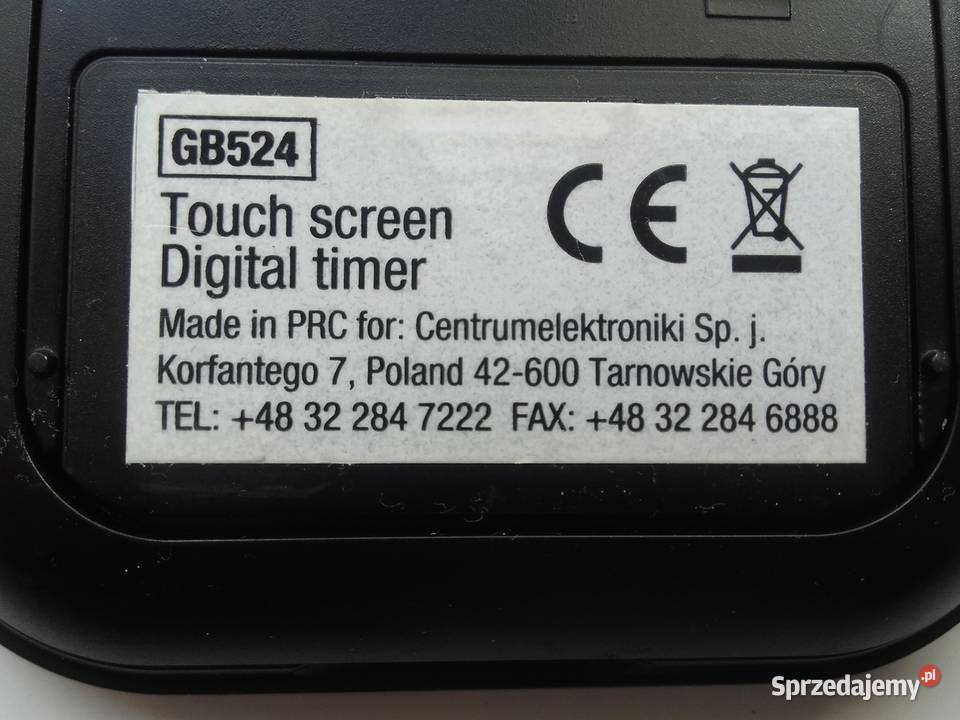 GB524
CE
Touch screen
Digital timer
Made in PRC for: Centrumelektroniki Sp. j.
Korfantego 7, Poland 42-600 Tarnowskie Góry
TEL: +48 32 284 7222 FAX: +48 32 284 6888
Sprzedajemy.pl